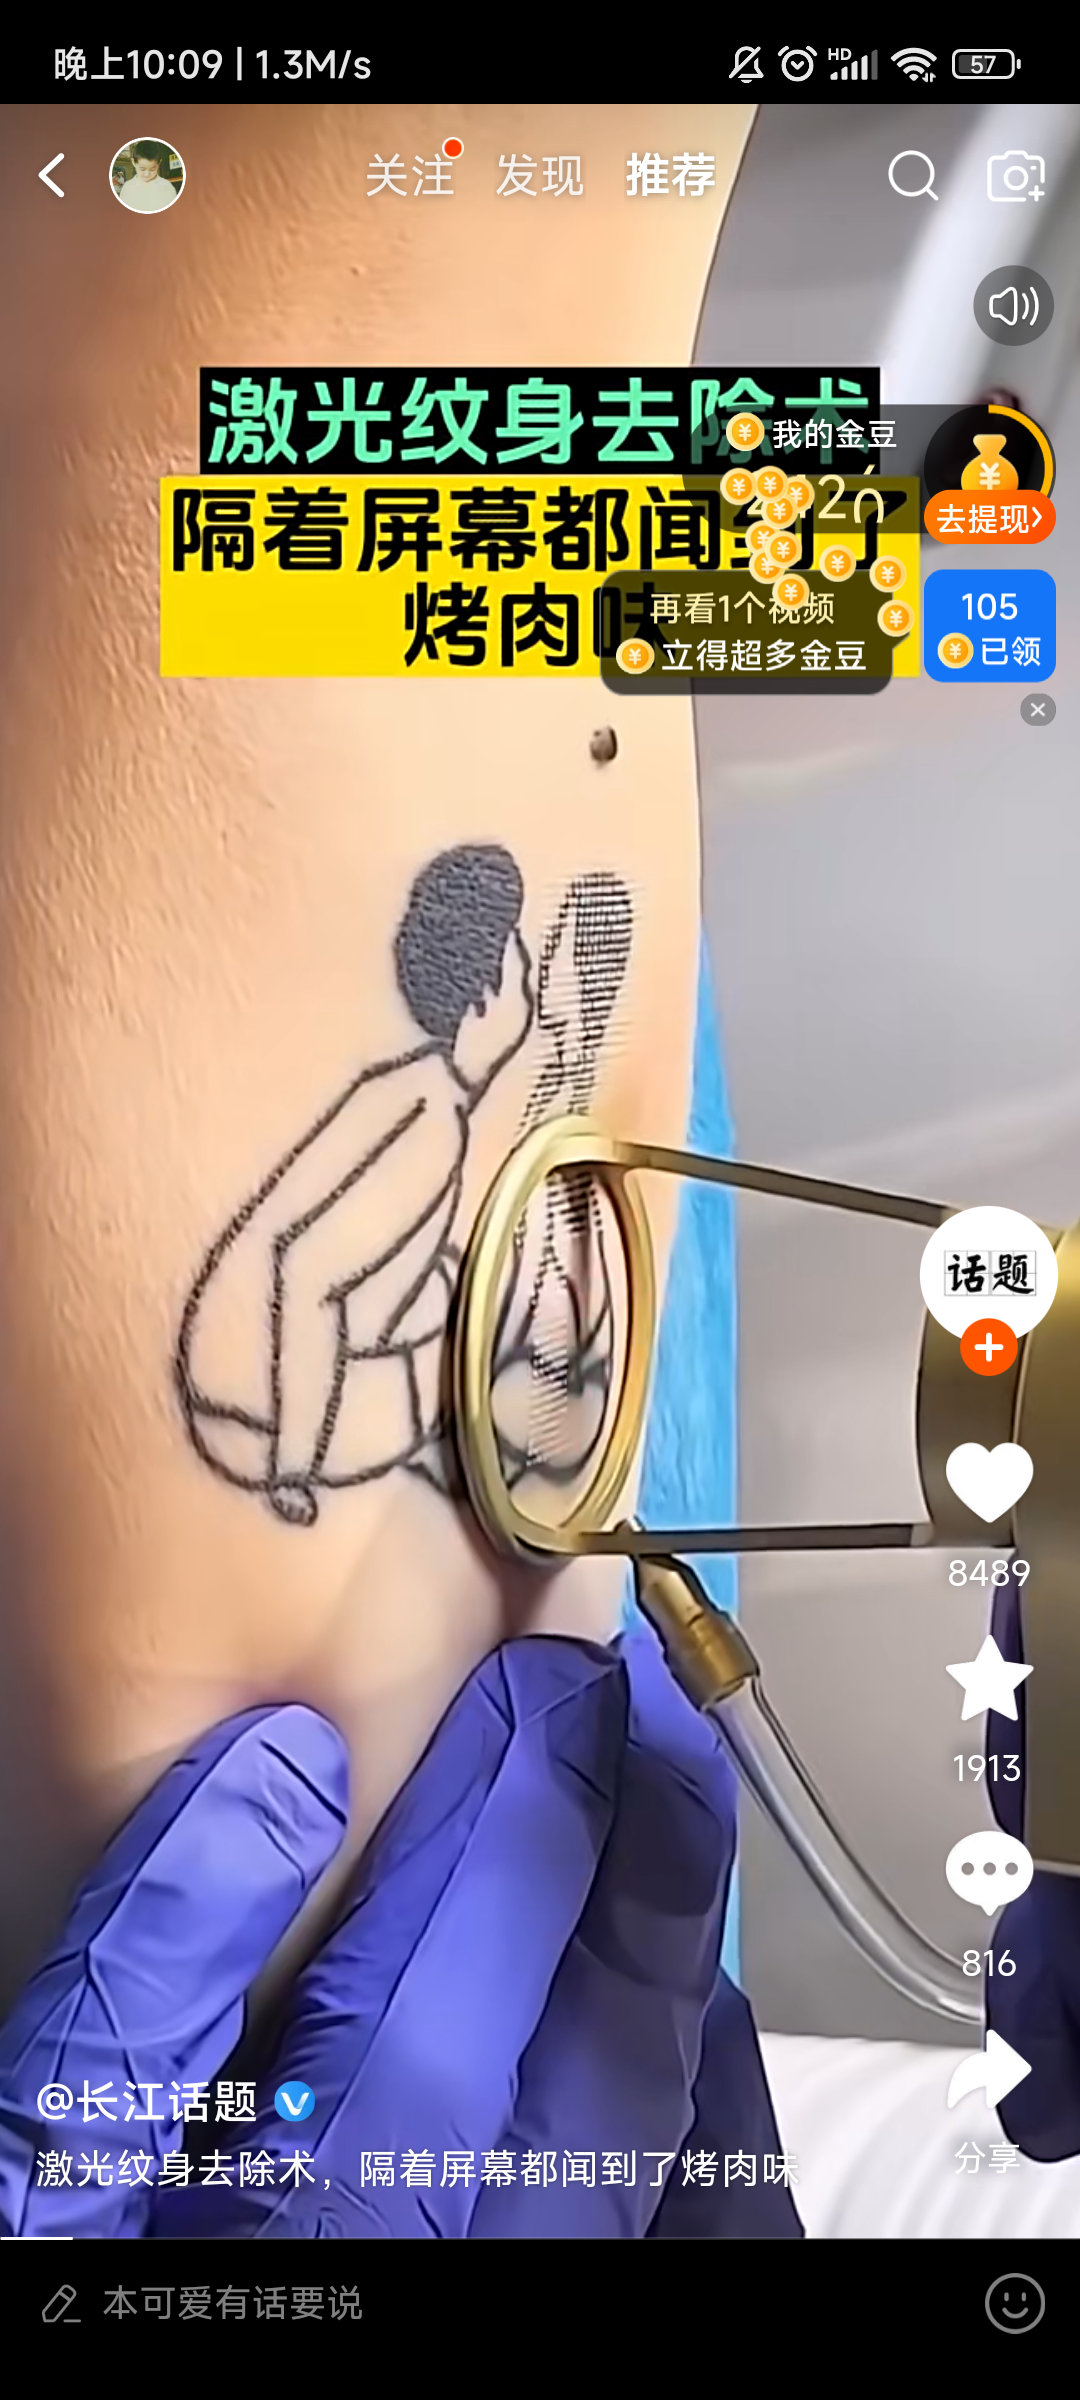 晚上10:09 | 1.3M/s
HD
57
关注 发现 推荐
激光纹身去除术
我的金豆
隔着屏幕都闻到了
去提现
烤肉味
再看1个视频
立得超多金豆
105
已领
话题
8489
1913
816
分享
@长江话题
激光纹身去除术，隔着屏幕都闻到了烤肉味
本可爱有话要说